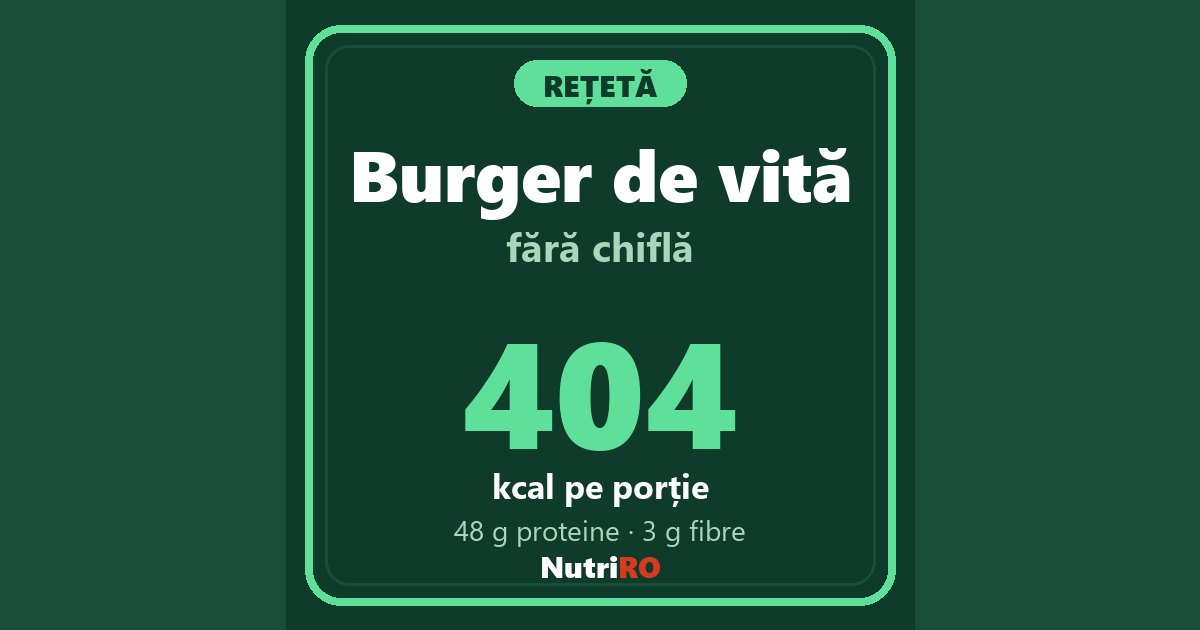 REȚETĂ
Burger de vită
fără chiflă
404
kcal pe porție
48 g proteine · 3 g fibre
NutriRO